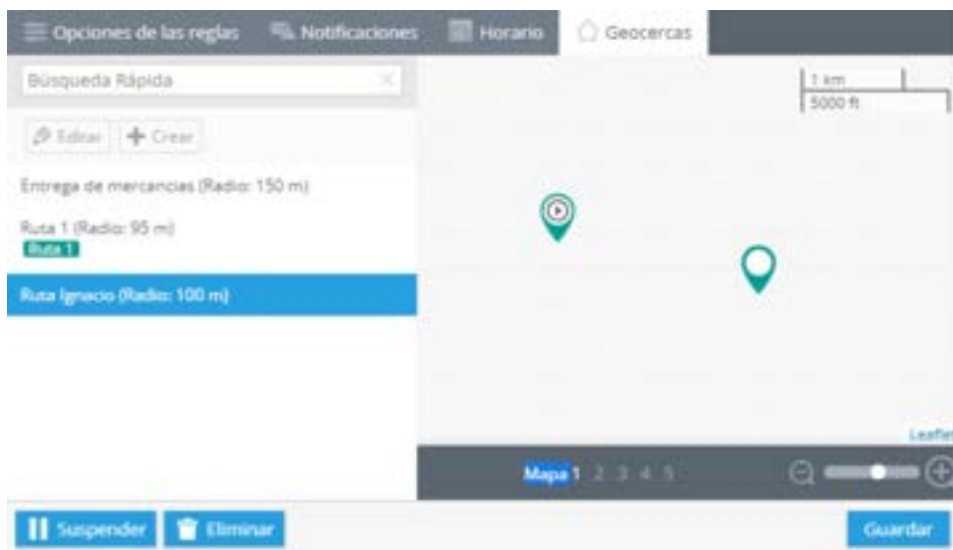 Opciones de las reglas
Notificaciones
Horario
Geocercas
Búsqueda Rápida
Editar
Crear
Entrega de mercancias (Radio: 150 m)
Ruta 1 (Radio: 95 m)
Ruta 1
Ruta Ignacio (Radio: 100 m)
1 km
5000 ft
Leaflet
Mapa 1 2 3 4 5
Suspender
Eliminar
Guardar